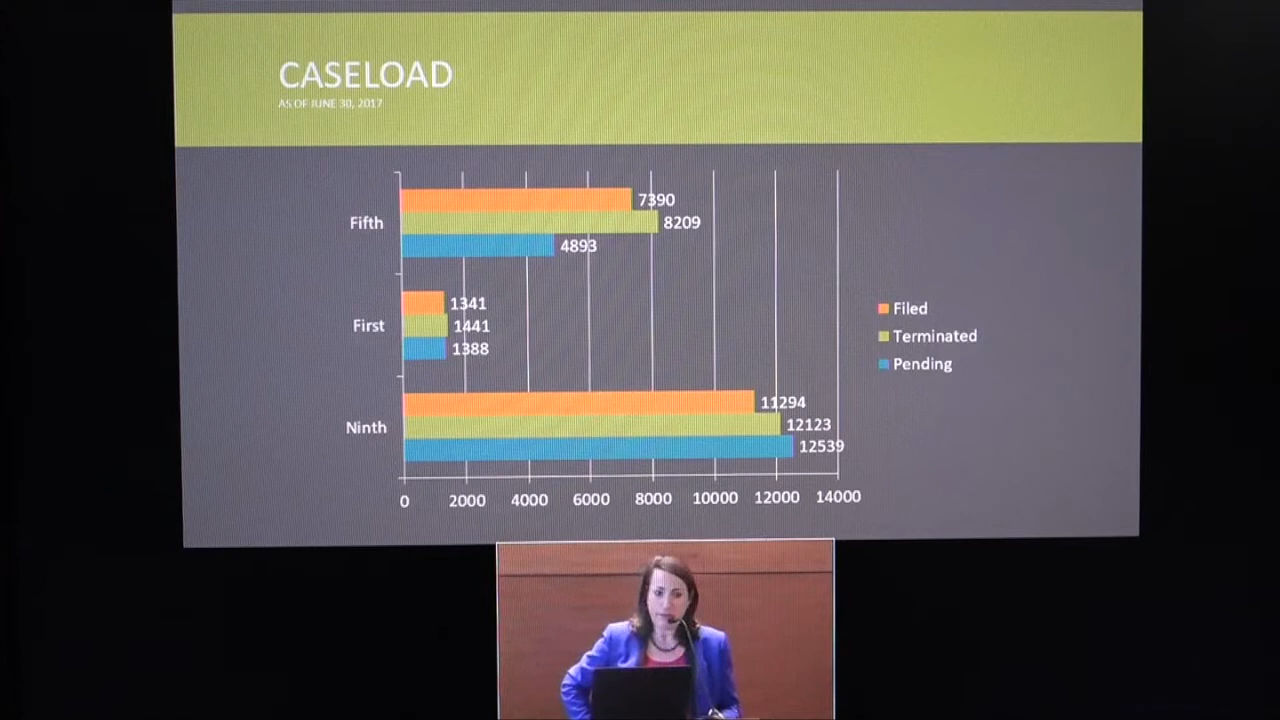 CASELOAD
AS OF JUNE 30, 2017
Fifth
7390
8209
4893
First
1341
1441
1388
Ninth
11294
12123
12539
0 2000 4000 6000 8000 10000 12000 14000
Filed
Terminated
Pending